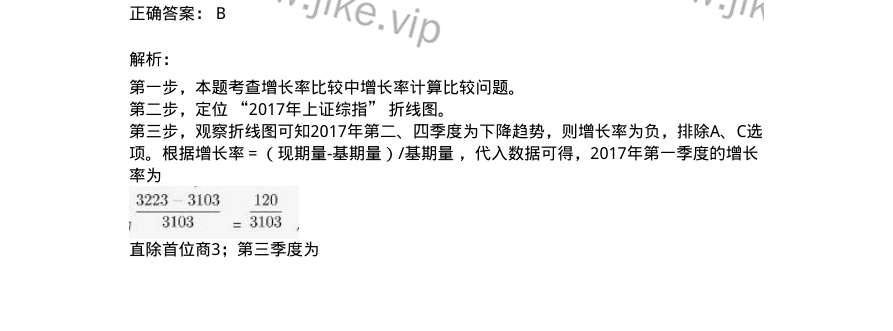 正确答案： B
解析：
第一步，本题考查增长率比较中增长率计算比较问题。
第二步，定位 “2017年上证综指” 折线图。
第三步，观察折线图可知2017年第二、四季度为下降趋势，则增长率为负，排除A、C选
项。根据增长率 = （ 现期量-基期量 ）/基期量 ，代入数据可得，2017年第一季度的增长
率为
3223 − 3103 120
3103 = 3103 ,
直除首位商3；第三季度为